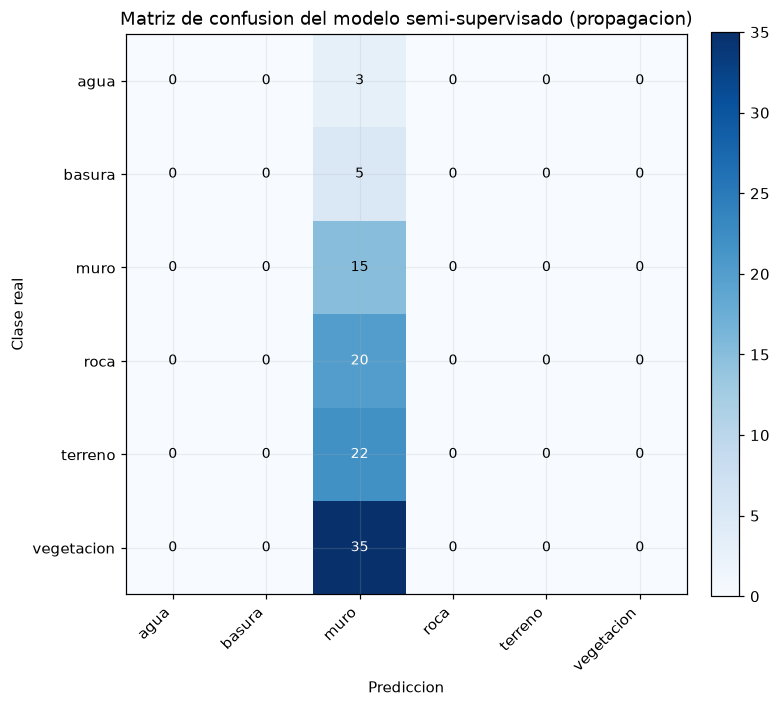 Matriz de confusion del modelo semi-supervisado (propagacion)
agua 0 0 3 0 0 0
basura 0 0 5 0 0 0
muro 0 0 15 0 0 0
roca 0 0 20 0 0 0
terreno 0 0 22 0 0 0
vegetacion 0 0 35 0 0 0
Clase real
agua basura muro roca terreno vegetacion
Prediccion
35
30
25
20
15
10
5
0